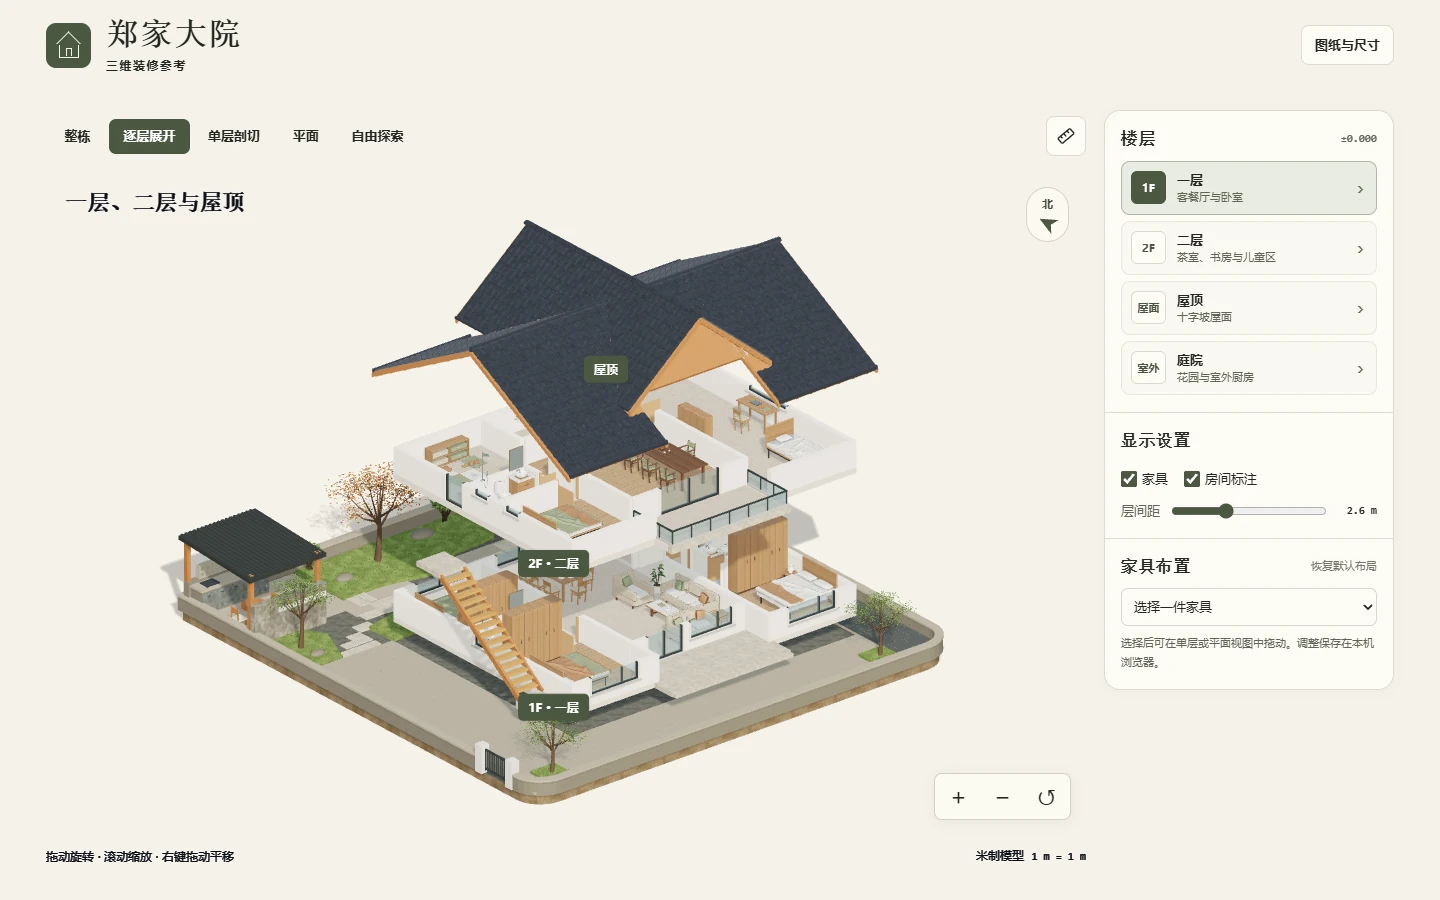 郑家大院
三维装修参考
图纸与尺寸
整栋
逐层展开
单层剖切
平面
自由探索
一层、二层与屋顶
北
屋顶
2F · 二层
1F · 一层
楼层
±0.000
1F
一层
客餐厅与卧室
2F
二层
茶室、书房与儿童区
屋面
屋顶
十字坡屋面
室外
庭院
花园与室外厨房
显示设置
家具
房间标注
层间距
2.6 m
家具布置
恢复默认布局
选择一件家具
选择后可在单层或平面视图中拖动。调整保存在本机
浏览器。
拖动旋转 · 滚动缩放 · 右键拖动平移
米制模型 1 m = 1 m